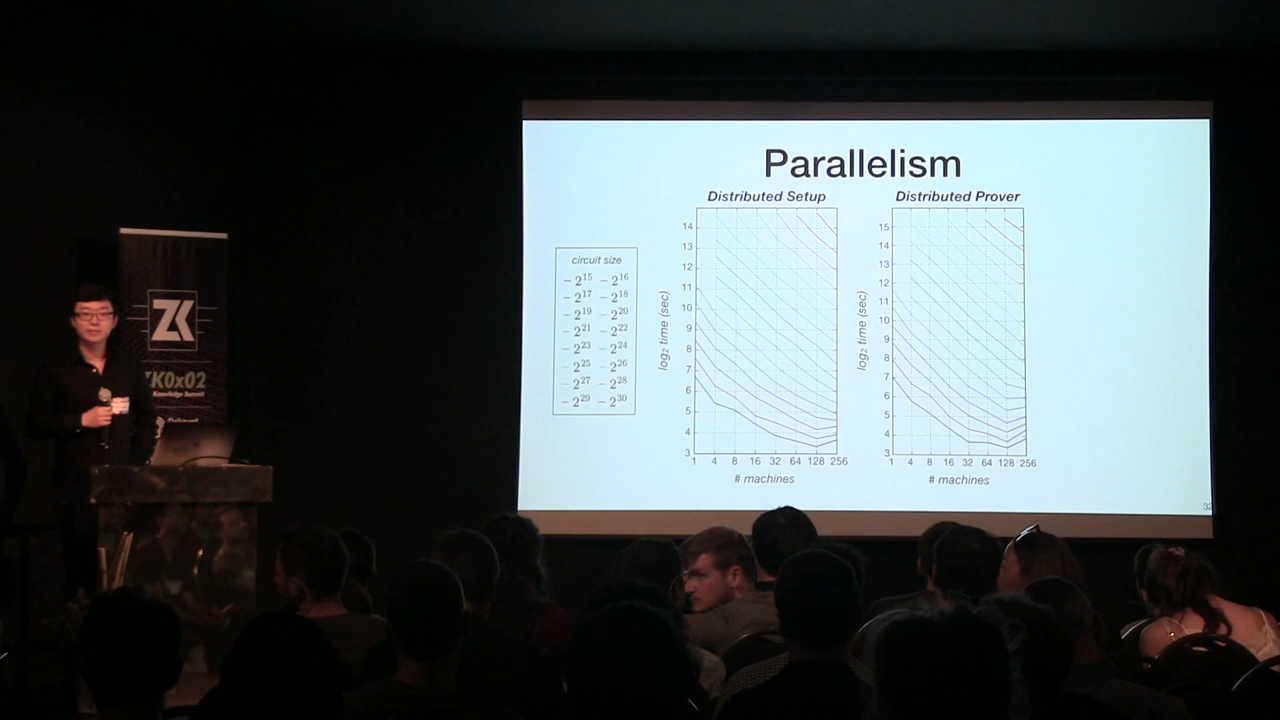 Parallelism
Distributed Setup
Distributed Prover
circuit size
– 2^15 – 2^16
– 2^17 – 2^18
– 2^19 – 2^20
– 2^21 – 2^22
– 2^23 – 2^24
– 2^25 – 2^26
– 2^27 – 2^28
– 2^29 – 2^30
log₂ time (sec)
14
13
12
11
10
9
8
7
6
5
4
3
1 4 8 16 32 64 128 256
# machines
log₂ time (sec)
15
14
13
12
11
10
9
8
7
6
5
4
3
1 4 8 16 32 64 128 256
# machines
ZK
ZK0x02
Knowledge Summit